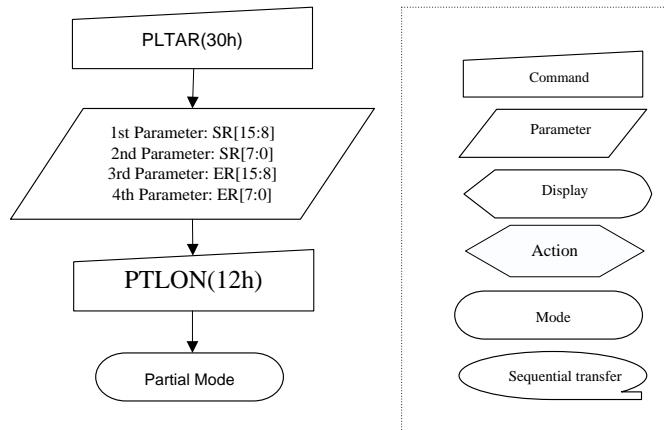 PLTAR(30h)
1st Parameter: SR[15:8]
2nd Parameter: SR[7:0]
3rd Parameter: ER[15:8]
4th Parameter: ER[7:0]
PTLON(12h)
Partial Mode
Command
Parameter
Display
Action
Mode
Sequential transfer